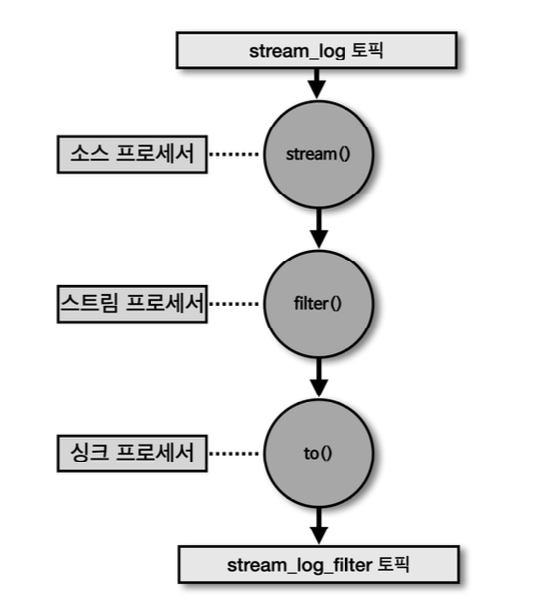 stream_log 토픽
소스 프로세서
stream()
스트림 프로세서
filter()
싱크 프로세서
to()
stream_log_filter 토픽